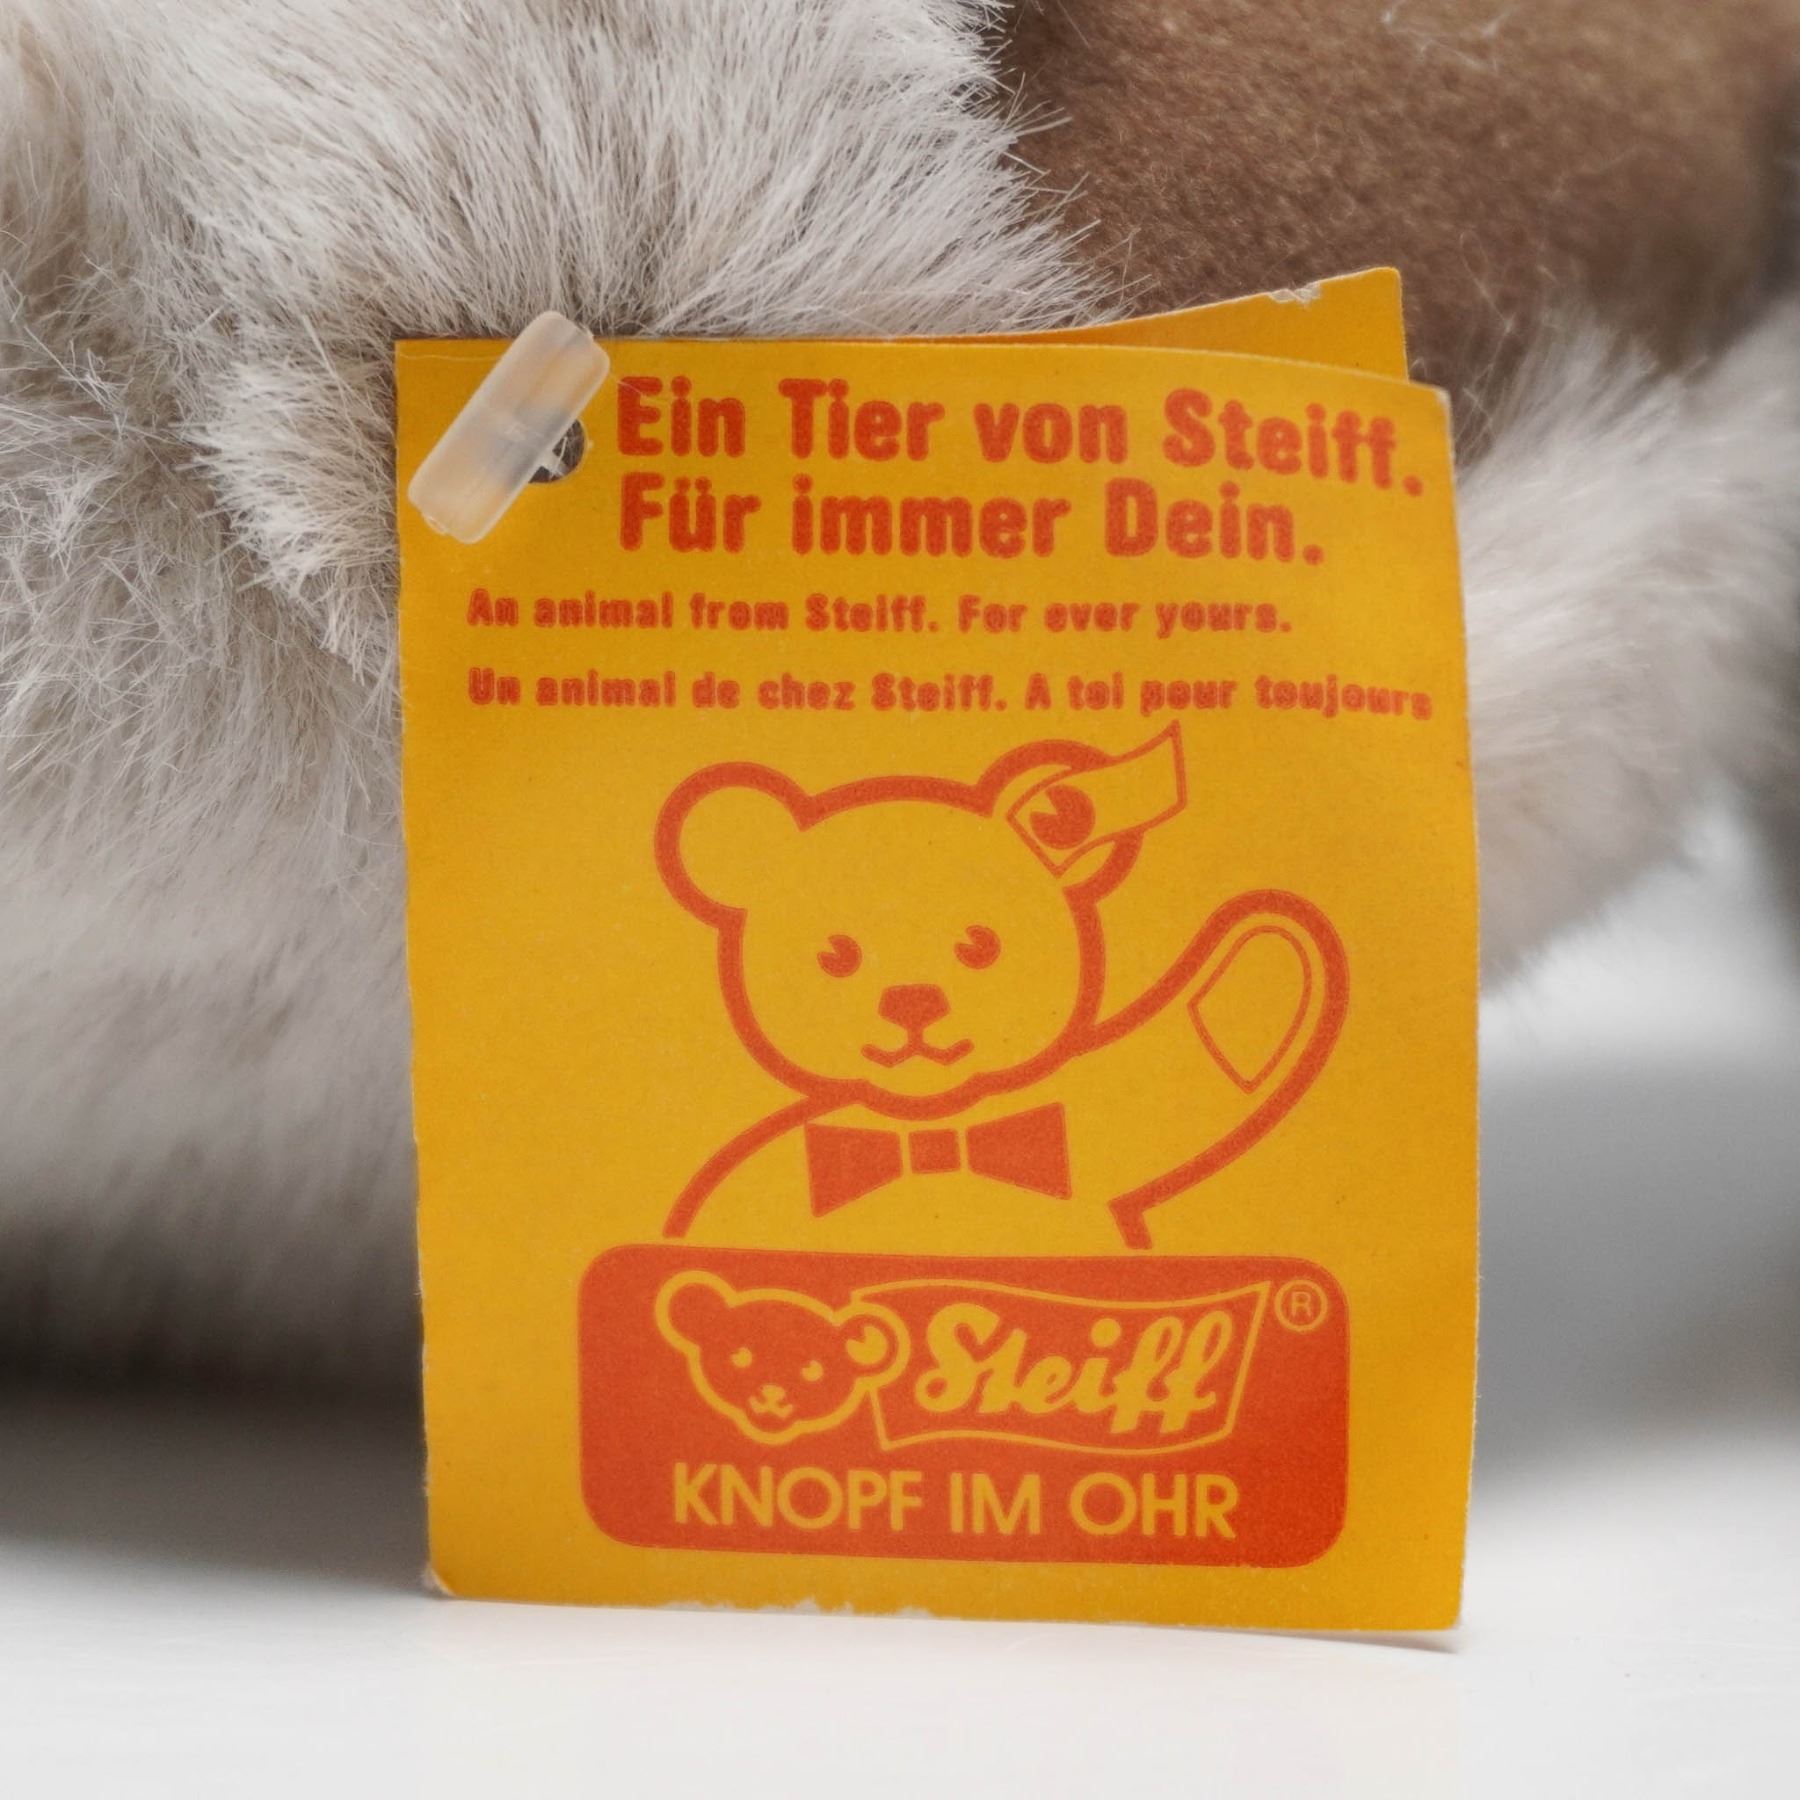 Ein Tier von Steiff.
Für immer Dein.
An animal from Steiff. For ever yours.
Un animal de chez Steiff. A toi pour toujours
Steiff ®
KNOPF IM OHR